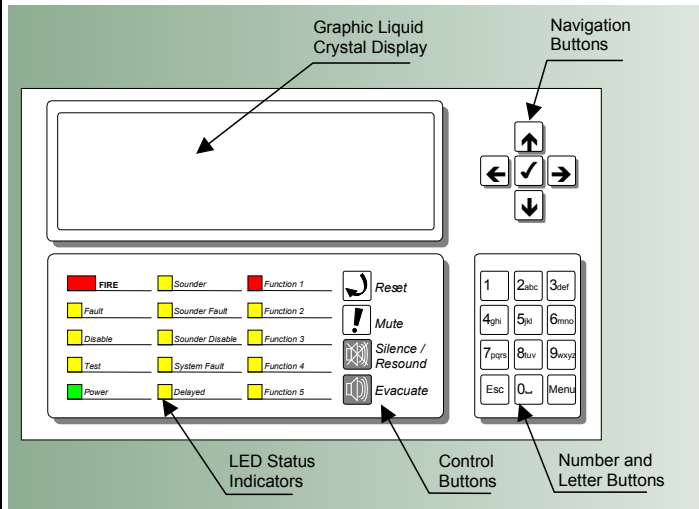 Graphic Liquid
Crystal Display
Navigation
Buttons
FIRE
Fault
Disable
Test
Power
Sounder
Sounder Fault
Sounder Disable
System Fault
Delayed
Function 1
Function 2
Function 3
Function 4
Function 5
Reset
Mute
Silence /
Resound
Evacuate
1 2abc 3def
4ghi 5jkl 6mno
7pqrs 8tuv 9wxyz
Esc 0⎵ Menu
LED Status
Indicators
Control
Buttons
Number and
Letter Buttons